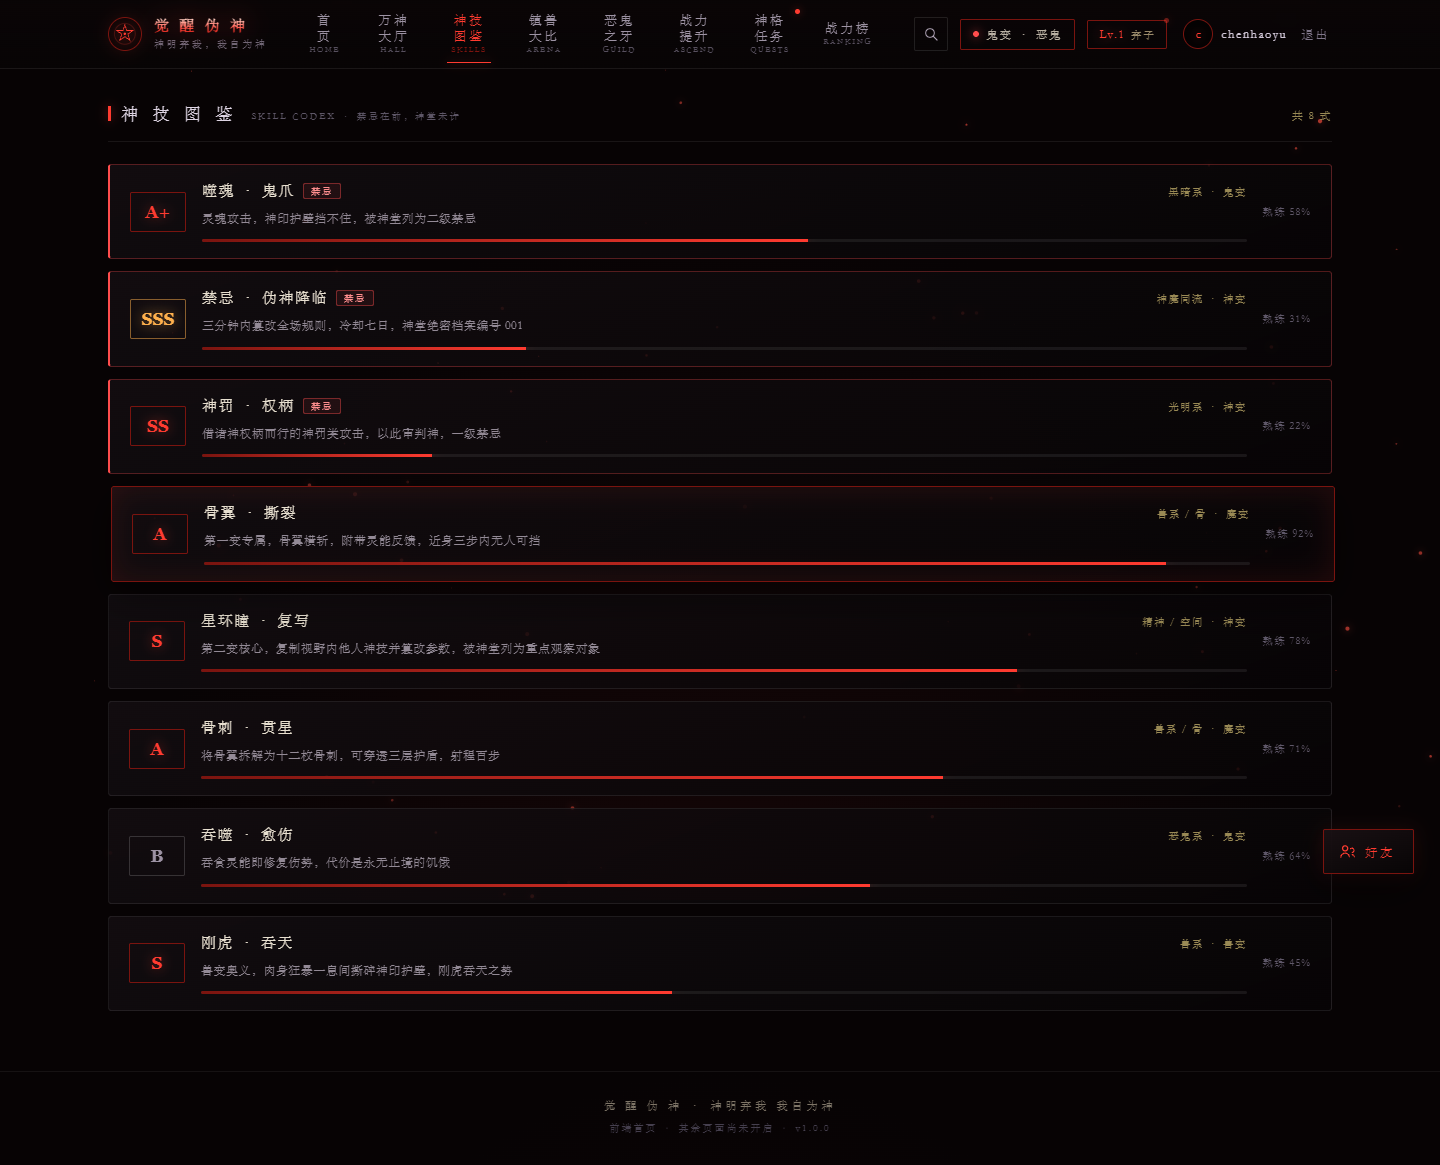 觉醒伪神
神明弃我，我自为神
首页
HOME
万神大厅
HALL
神技图鉴
SKILLS
镇兽大比
ARENA
恶鬼之牙
GUILD
战力提升
ASCEND
神格任务
QUESTS
战力榜
RANKING
鬼变 · 恶鬼
Lv.1 弃子
c
chenhaoyu
退出
神技图鉴
SKILL CODEX · 禁忌在前，神堂未许
共 8 式
A+
噬魂 · 鬼爪
禁忌
黑暗系 · 鬼变
灵魂攻击，神印护壁挡不住，被神堂列为二级禁忌
熟练 58%
SSS
禁忌 · 伪神降临
禁忌
神魔同流 · 神变
三分钟内篡改全场规则，冷却七日，神堂绝密档案编号 001
熟练 31%
SS
神罚 · 权柄
禁忌
光明系 · 神变
借诸神权柄而行的神罚类攻击，以此审判神，一级禁忌
熟练 22%
A
骨翼 · 撕裂
兽系 / 骨 · 魔变
第一变专属，骨翼横斩，附带灵能反馈，近身三步内无人可挡
熟练 92%
S
星环瞳 · 复写
精神 / 空间 · 神变
第二变核心，复制视野内他人神技并篡改参数，被神堂列为重点观察对象
熟练 78%
A
骨刺 · 贯星
兽系 / 骨 · 魔变
将骨翼拆解为十二枚骨刺，可穿透三层护盾，射程百步
熟练 71%
B
吞噬 · 愈伤
恶鬼系 · 鬼变
吞食灵能即修复伤势，代价是永无止境的饥饿
熟练 64%
好友
S
刚虎 · 吞天
兽系 · 兽变
兽变奥义，肉身狂暴一息间撕碎神印护壁，刚虎吞天之势
熟练 45%
觉醒伪神 · 神明弃我 我自为神
前端首页 · 其余页面尚未开启 · v1.0.0